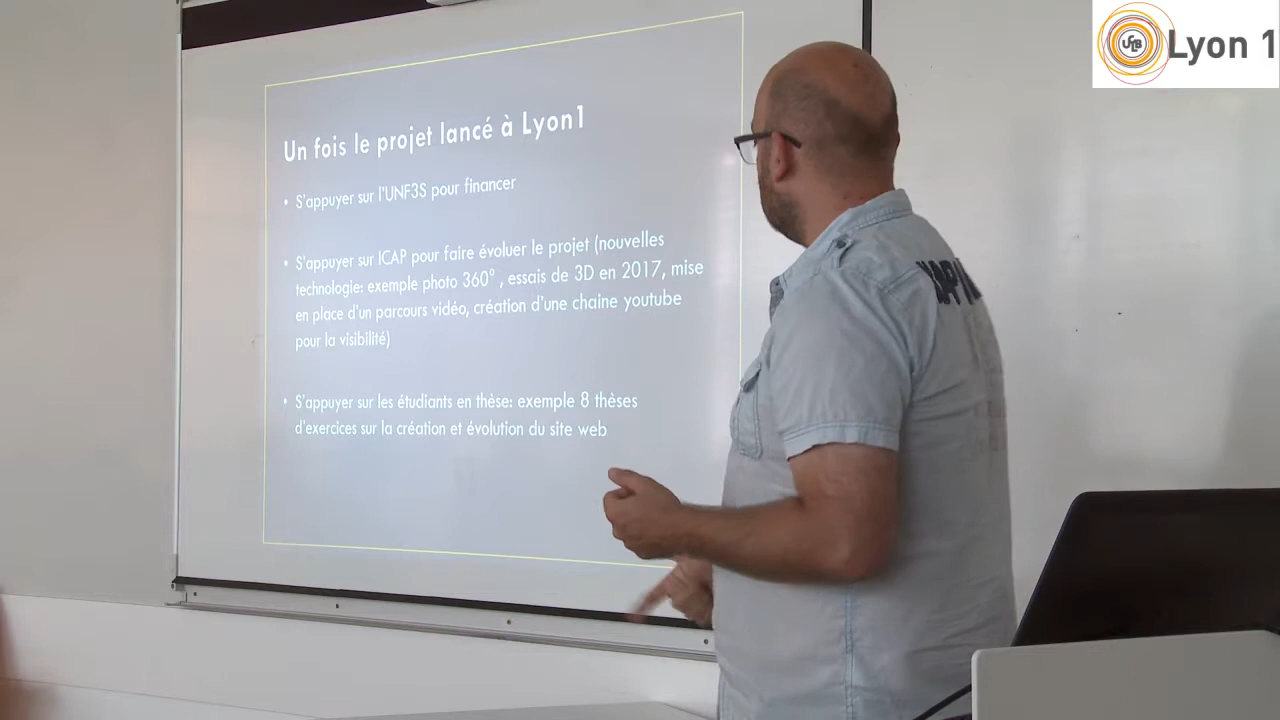 Lyon 1
Un fois le projet lancé à Lyon1
• S'appuyer sur l'UNF3S pour financer
• S'appuyer sur ICAP pour faire évoluer le projet (nouvelles
technologie: exemple photo 360° , essais de 3D en 2017, mise
en place d'un parcours vidéo, création d'une chaine youtube
pour la visibilité)
• S'appuyer sur les étudiants en thèse: exemple 8 thèses
d'exercices sur la création et évolution du site web